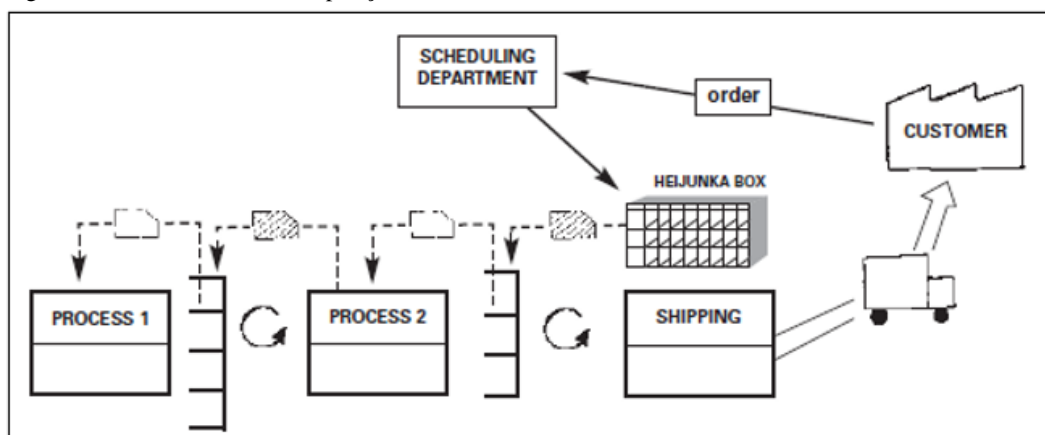 SCHEDULING
DEPARTMENT
order
CUSTOMER
HEIJUNKA BOX
PROCESS 1
PROCESS 2
SHIPPING